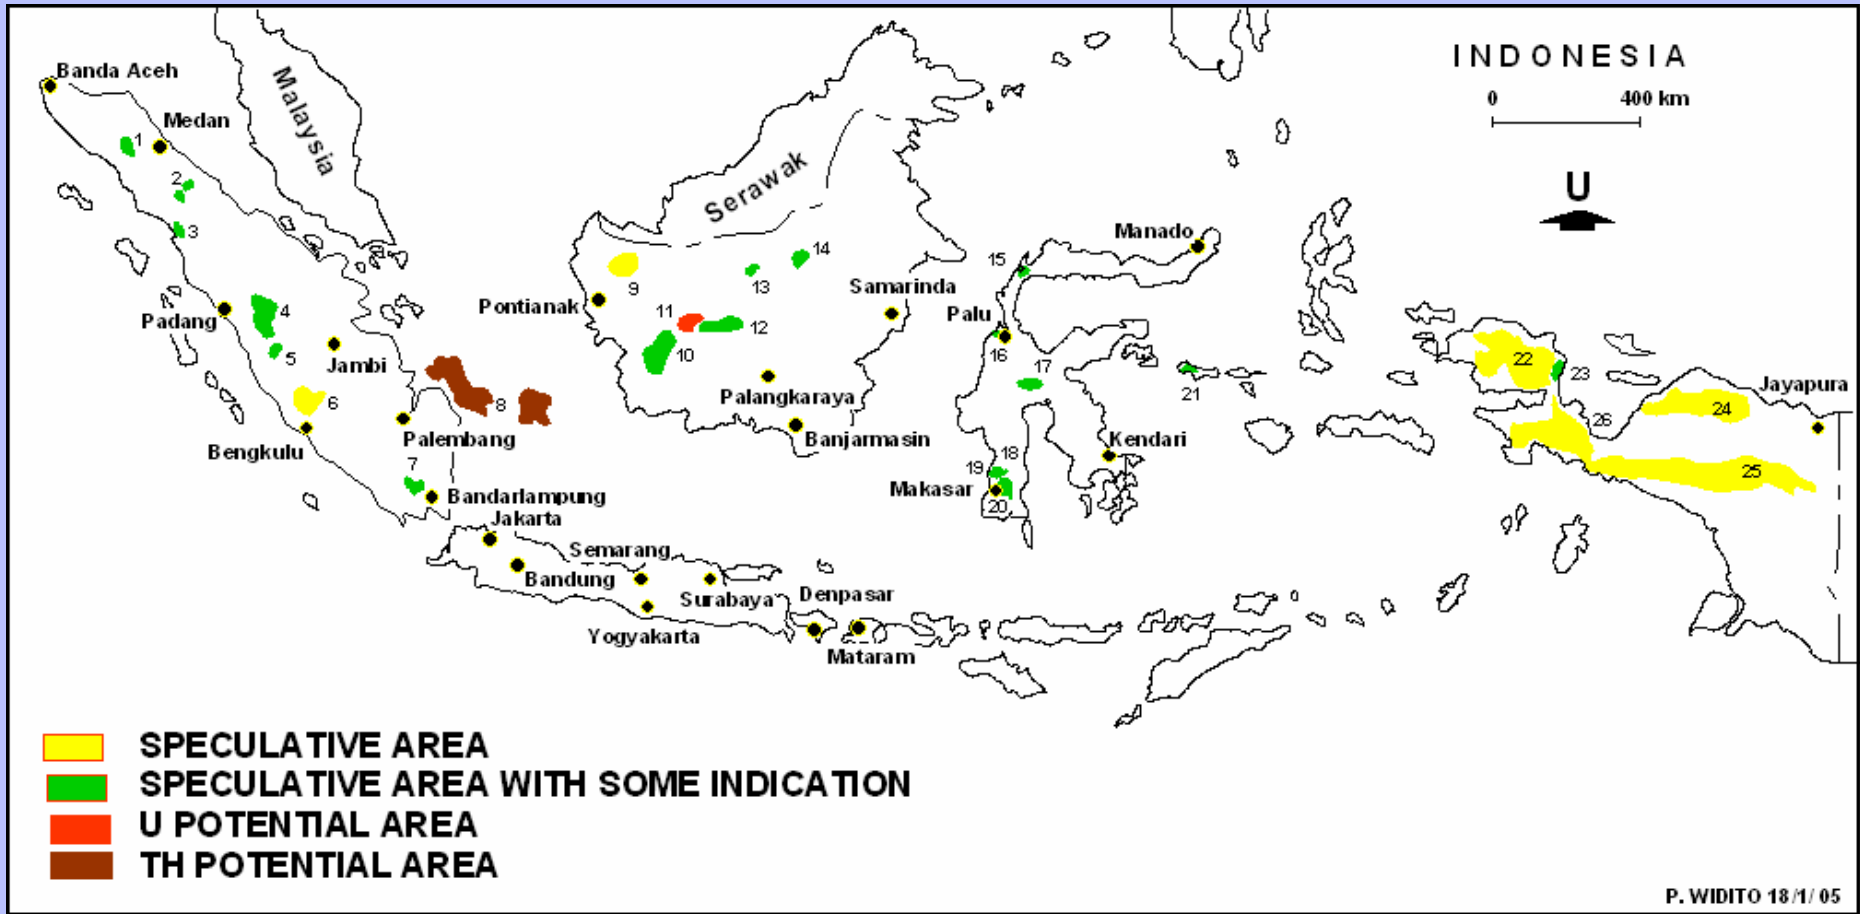 INDONESIA
0 400 km
U
Banda Aceh
Medan
Malaysia
Serawak
1
2
3
Padang
4
5
Jambi
6
Bengkulu
Palembang
7
8
Bandarlampung
Jakarta
Bandung
Semarang
Surabaya
Yogyakarta
Denpasar
Mataram
Pontianak
9
10
11
12
13
14
Samarinda
Palangkaraya
Banjarmasin
Manado
15
Palu
16
17
18
19
Makasar
20
Kendari
21
22
23
24
25
26
Jayapura
SPECULATIVE AREA
SPECULATIVE AREA WITH SOME INDICATION
U POTENTIAL AREA
TH POTENTIAL AREA
P. WIDITO 18/1/ 05